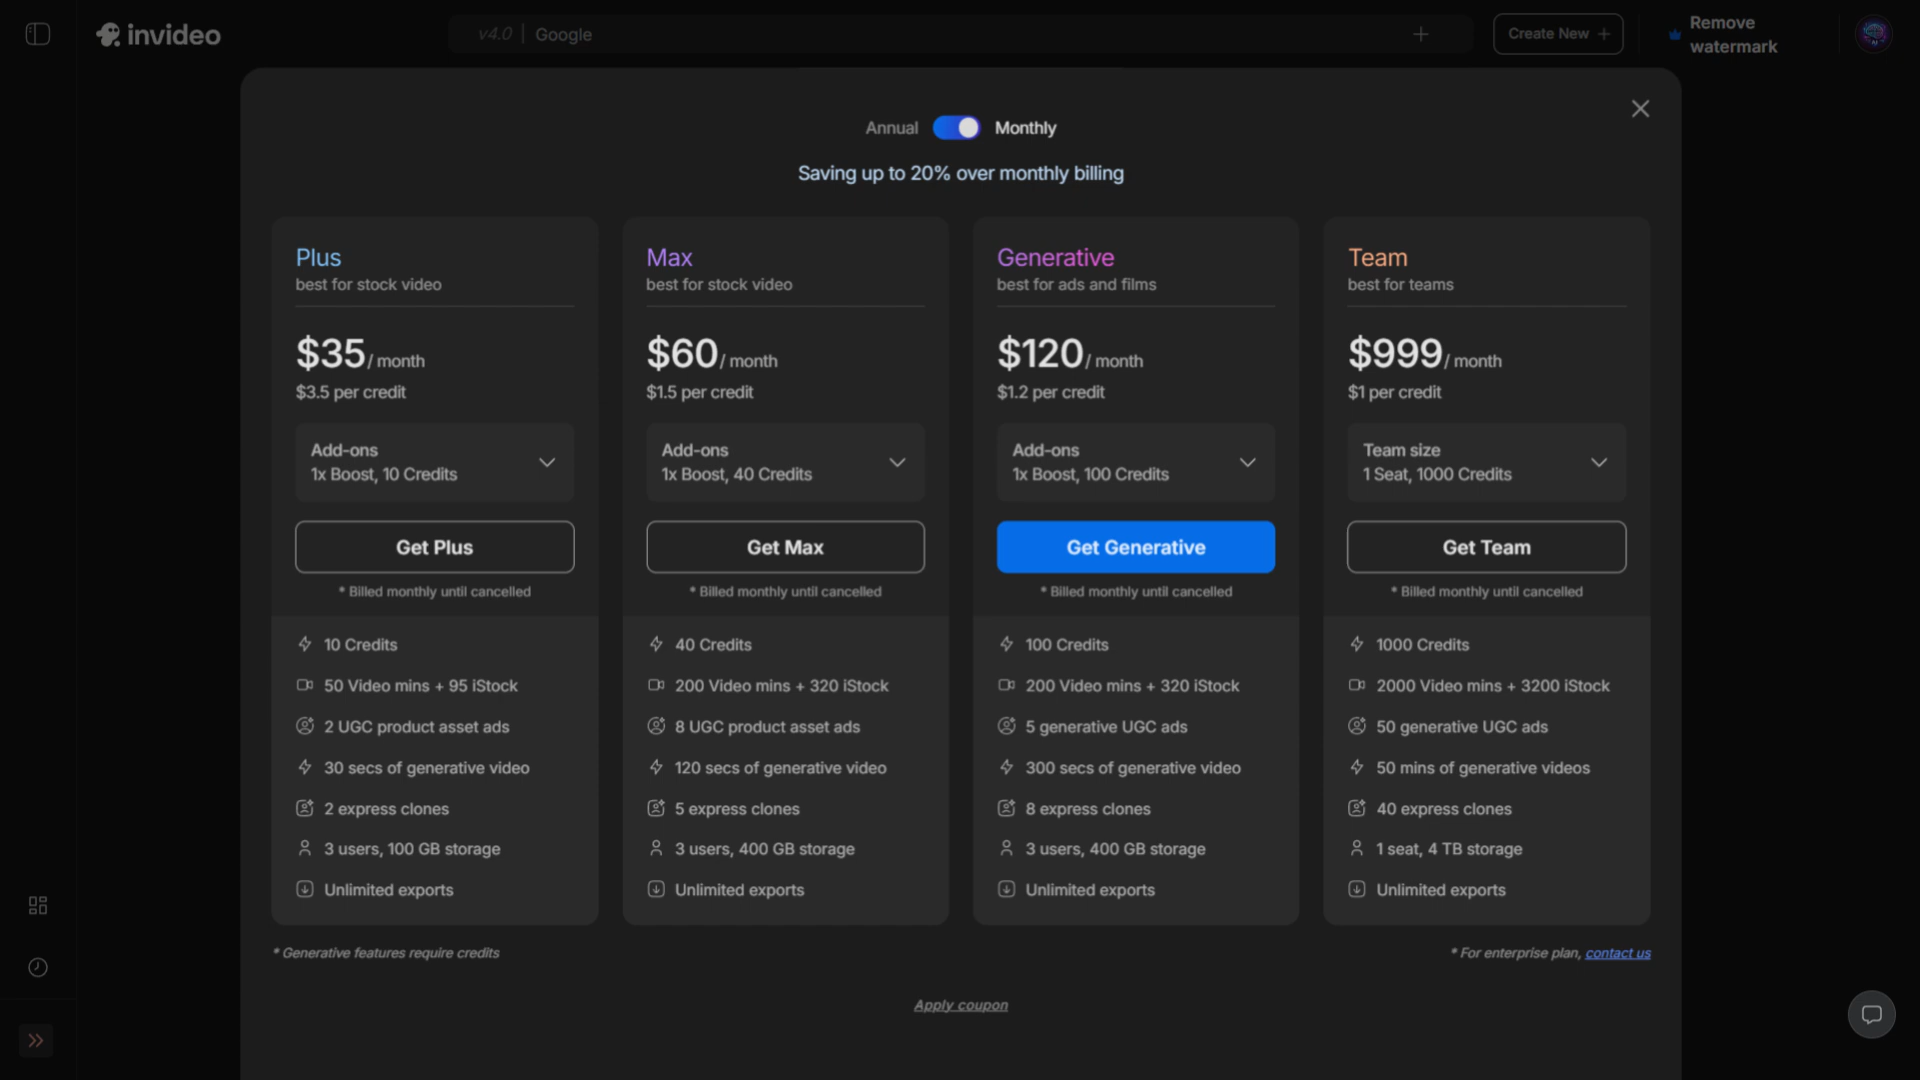 invideo
v4.0 | Google
Create New +
Remove
watermark
Annual
Monthly
Saving up to 20% over monthly billing
Plus
best for stock video
$35/ month
$3.5 per credit
Add-ons
1x Boost, 10 Credits
Get Plus
* Billed monthly until cancelled
10 Credits
50 Video mins + 95 iStock
2 UGC product asset ads
30 secs of generative video
2 express clones
3 users, 100 GB storage
Unlimited exports
Max
best for stock video
$60/ month
$1.5 per credit
Add-ons
1x Boost, 40 Credits
Get Max
* Billed monthly until cancelled
40 Credits
200 Video mins + 320 iStock
8 UGC product asset ads
120 secs of generative video
5 express clones
3 users, 400 GB storage
Unlimited exports
Generative
best for ads and films
$120/ month
$1.2 per credit
Add-ons
1x Boost, 100 Credits
Get Generative
* Billed monthly until cancelled
100 Credits
200 Video mins + 320 iStock
5 generative UGC ads
300 secs of generative video
8 express clones
3 users, 400 GB storage
Unlimited exports
Team
best for teams
$999/ month
$1 per credit
Team size
1 Seat, 1000 Credits
Get Team
* Billed monthly until cancelled
1000 Credits
2000 Video mins + 3200 iStock
50 generative UGC ads
50 mins of generative videos
40 express clones
1 seat, 4 TB storage
Unlimited exports
* Generative features require credits
* For enterprise plan, contact us
Apply coupon